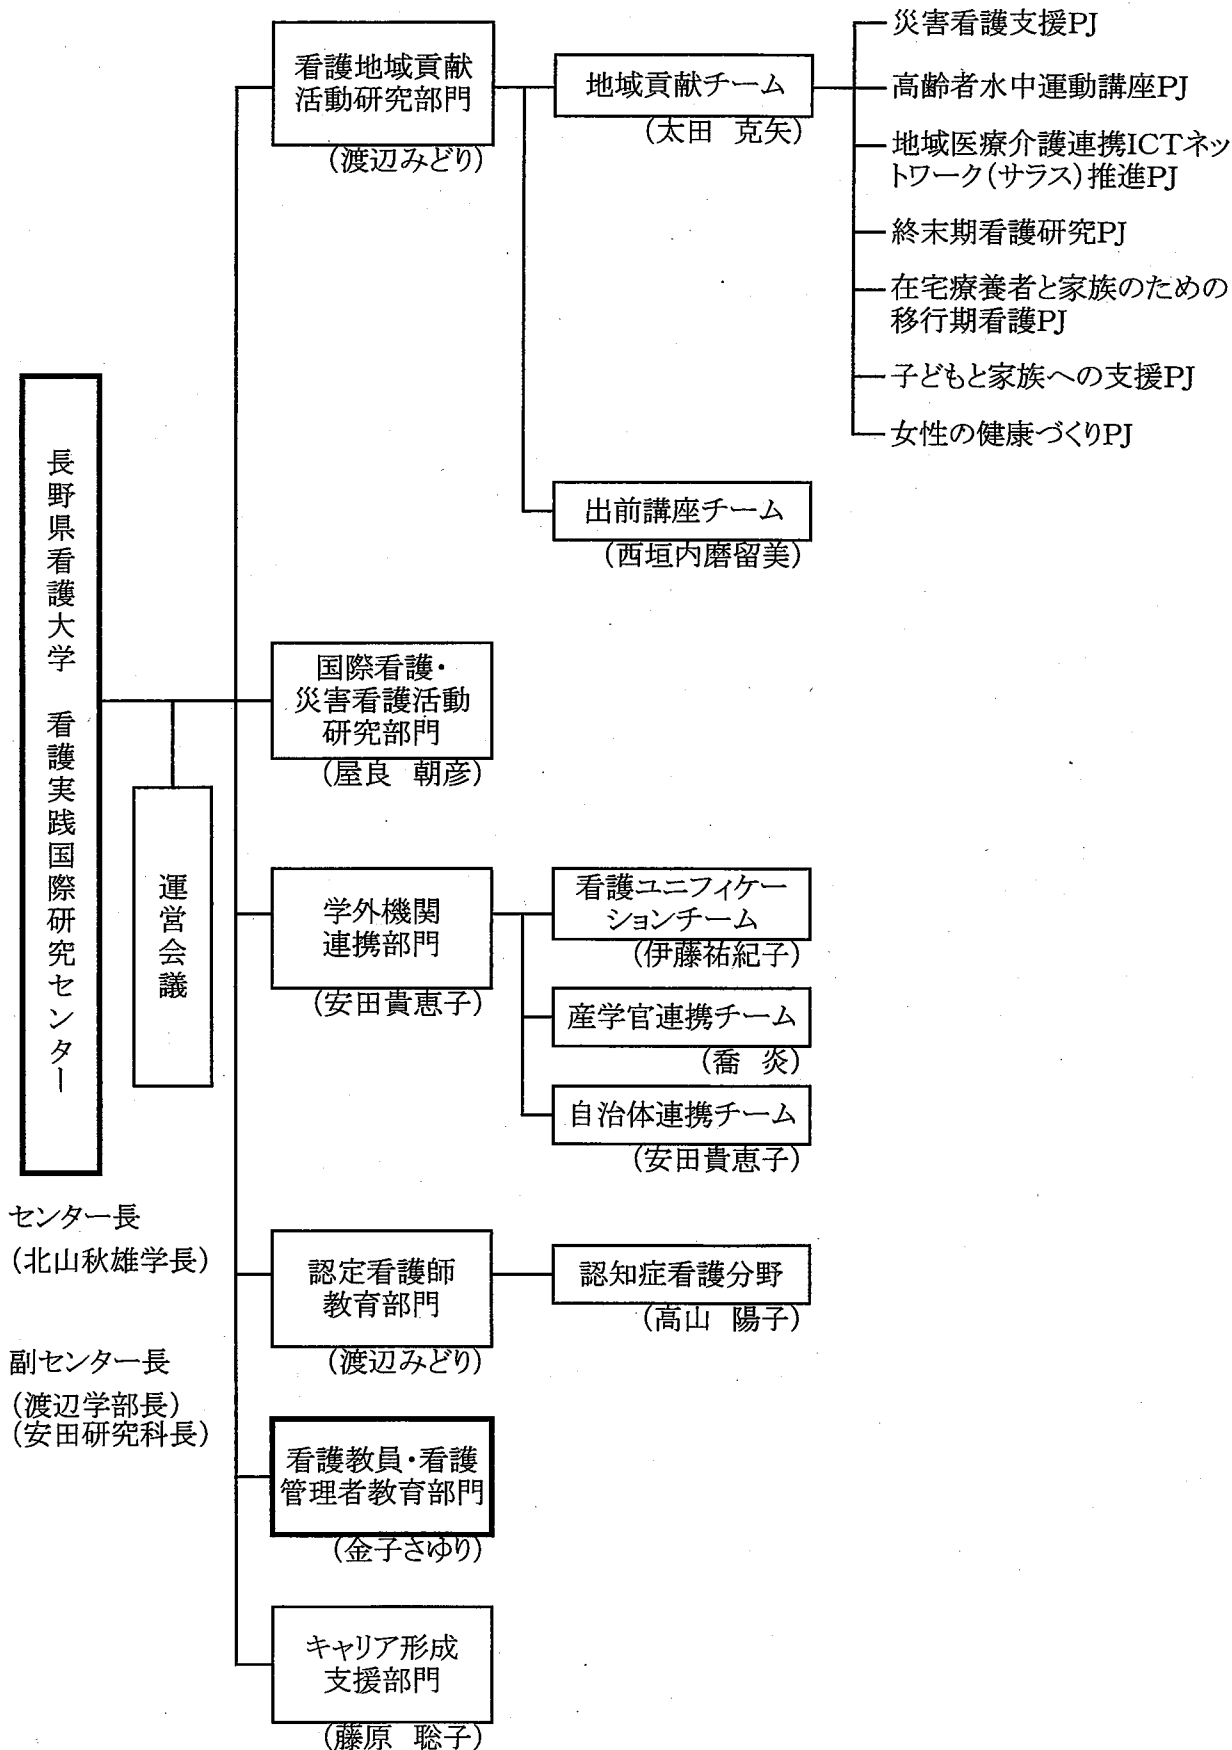 看護地域貢献
活動研究部門
(渡辺みどり)
地域貢献チーム
(太田 克矢)
災害看護支援PJ
高齢者水中運動講座PJ
地域医療介護連携ICTネッ
トワーク(サラス)推進PJ
終末期看護研究PJ
在宅療養者と家族のための
移行期看護PJ
子どもと家族への支援PJ
女性の健康づくりPJ
出前講座チーム
(西垣内磨留美)
長野県看護大学 看護実践国際研究センター
運営会議
国際看護・
災害看護活動
研究部門
(屋良 朝彦)
学外機関
連携部門
(安田貴恵子)
看護ユニフィケー
ションチーム
(伊藤祐紀子)
産学官連携チーム
(喬 炎)
自治体連携チーム
(安田貴恵子)
センター長
(北山秋雄学長)
副センター長
(渡辺学部長)
(安田研究科長)
認定看護師
教育部門
(渡辺みどり)
認知症看護分野
(高山 陽子)
看護教員・看護
管理者教育部門
(金子さゆり)
キャリア形成
支援部門
(藤原 聡子)